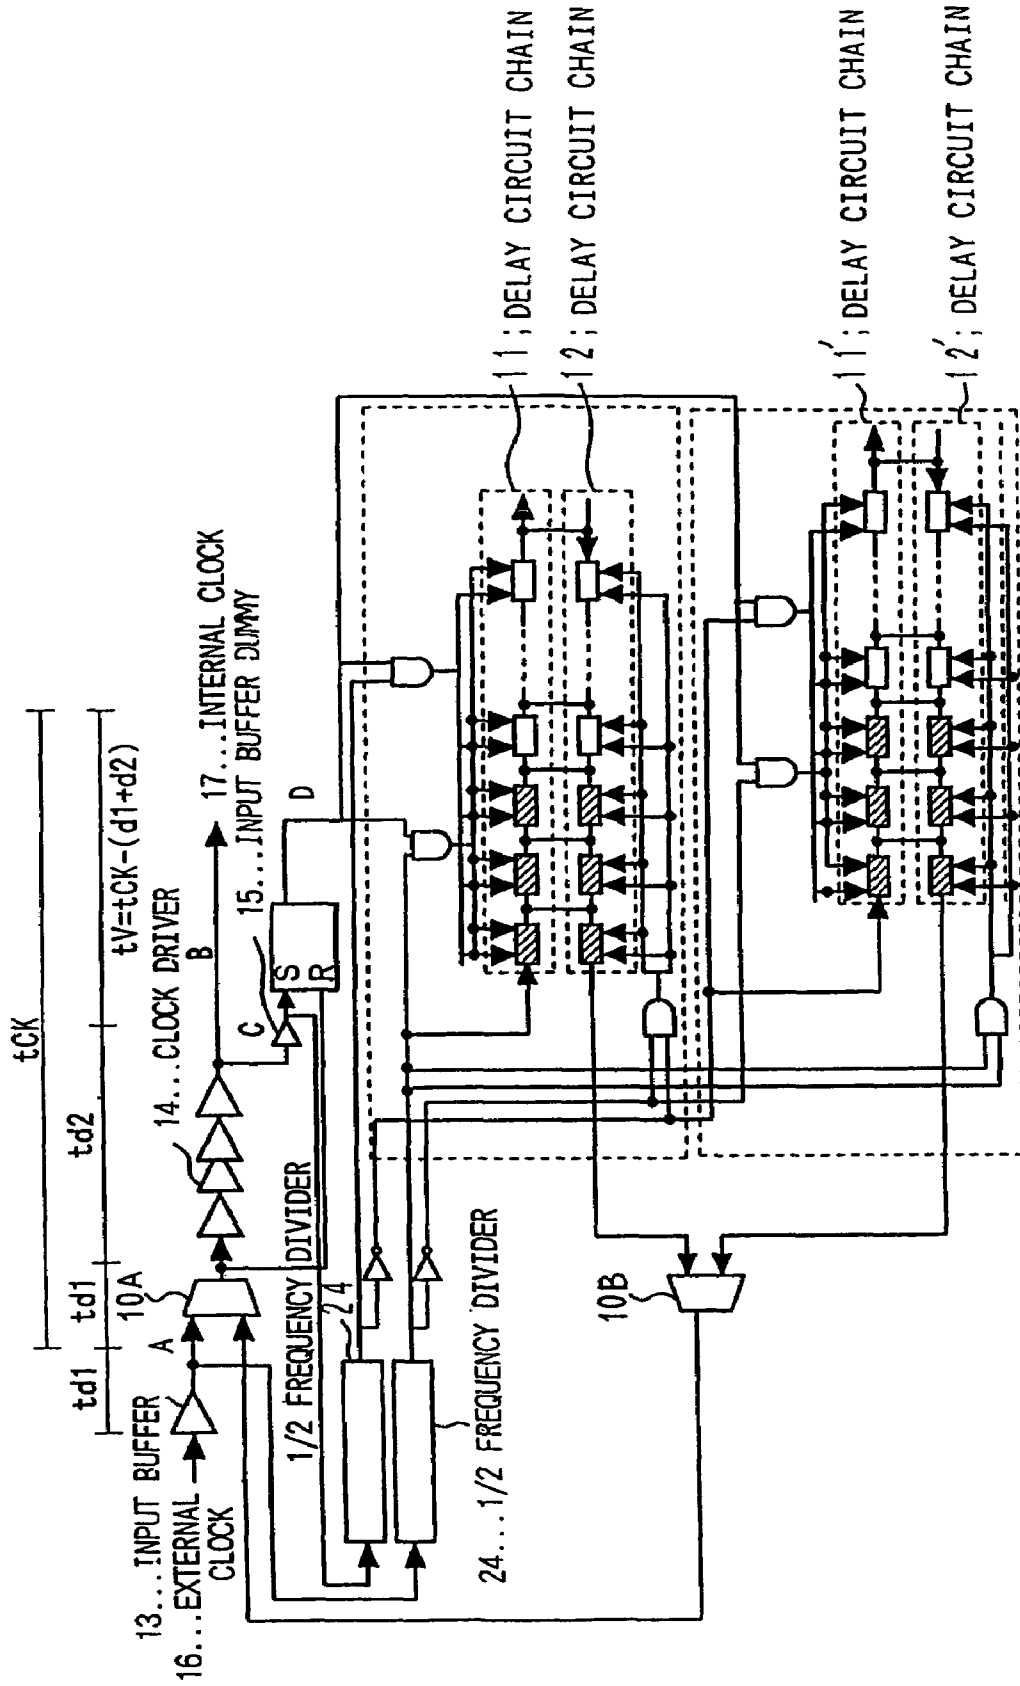 tCK
td1
td1
td2
tV=tCK-(d1+d2)
13...INPUT BUFFER
16...EXTERNAL
CLOCK
A
10A
14...CLOCK DRIVER
B
17...INTERNAL CLOCK
15...INPUT BUFFER DUMMY
C
S
R
D
1/2 FREQUENCY DIVIDER
24
24...1/2 FREQUENCY DIVIDER
10B
11;DELAY CIRCUIT CHAIN
12;DELAY CIRCUIT CHAIN
11';DELAY CIRCUIT CHAIN
12';DELAY CIRCUIT CHAIN